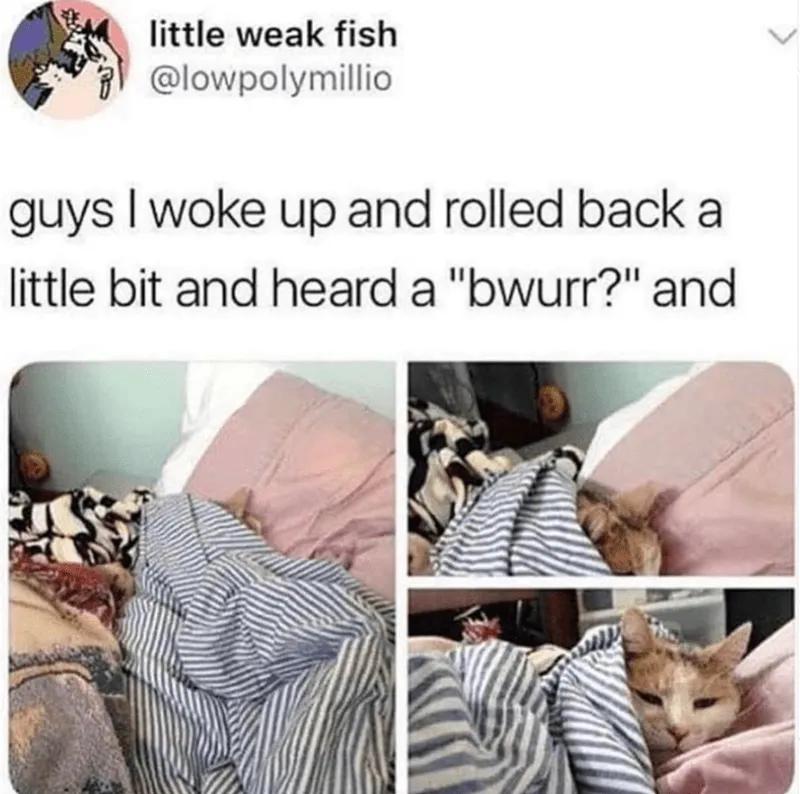 little weak fish
@lowpolymillio
guys I woke up and rolled back a
little bit and heard a "bwurr?" and